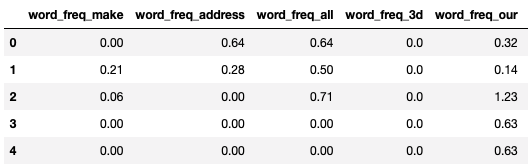 word_freq_make word_freq_address word_freq_all word_freq_3d word_freq_our
0 0.00 0.64 0.64 0.0 0.32
1 0.21 0.28 0.50 0.0 0.14
2 0.06 0.00 0.71 0.0 1.23
3 0.00 0.00 0.00 0.0 0.63
4 0.00 0.00 0.00 0.0 0.63